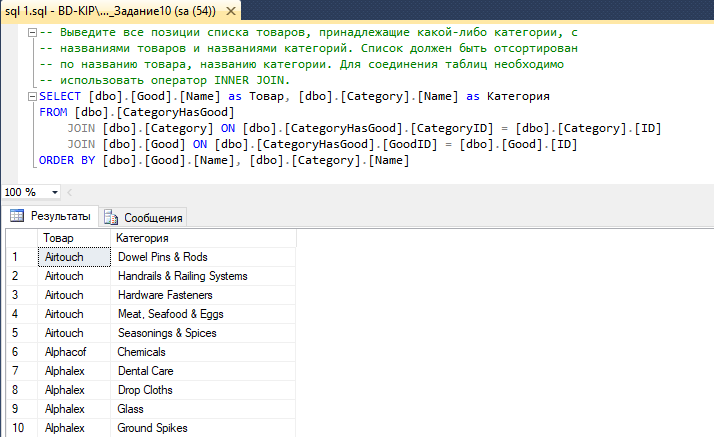 sql 1.sql - BD-KIP\..._Задание10 (sa (54))
-- Выведите все позиции списка товаров, принадлежащие какой-либо категории, с
-- названиями товаров и названиями категорий. Список должен быть отсортирован
-- по названию товара, названию категории. Для соединения таблиц необходимо
-- использовать оператор INNER JOIN.
SELECT [dbo].[Good].[Name] as Товар, [dbo].[Category].[Name] as Категория
FROM [dbo].[CategoryHasGood]
JOIN [dbo].[Category] ON [dbo].[CategoryHasGood].[CategoryID] = [dbo].[Category].[ID]
JOIN [dbo].[Good] ON [dbo].[CategoryHasGood].[GoodID] = [dbo].[Good].[ID]
ORDER BY [dbo].[Good].[Name], [dbo].[Category].[Name]
100 %
Результаты Сообщения
Товар Категория
1 Airtouch Dowel Pins & Rods
2 Airtouch Handrails & Railing Systems
3 Airtouch Hardware Fasteners
4 Airtouch Meat, Seafood & Eggs
5 Airtouch Seasonings & Spices
6 Alphacof Chemicals
7 Alphalex Dental Care
8 Alphalex Drop Cloths
9 Alphalex Glass
10 Alphalex Ground Spikes